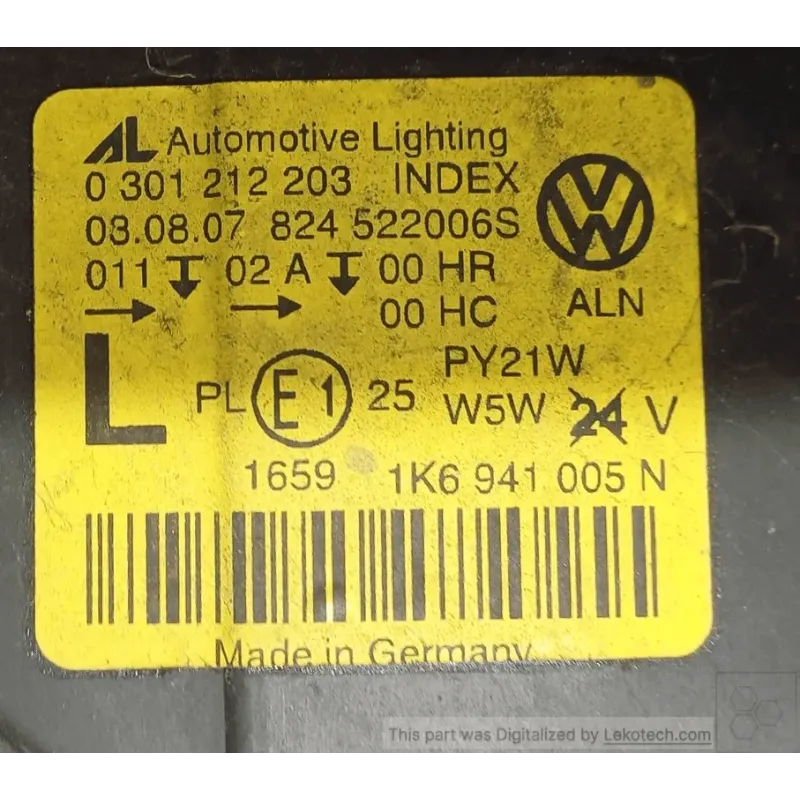 AL Automotive Lighting
0 301 212 203 INDEX
03.08.07 824 522006S
011 02 A 00 HR
00 HC
ALN
L PL E1 25 PY21W
W5W 24 V
1659 1K6 941 005 N
Made in Germany
This part was Digitalized by Lekotech.com